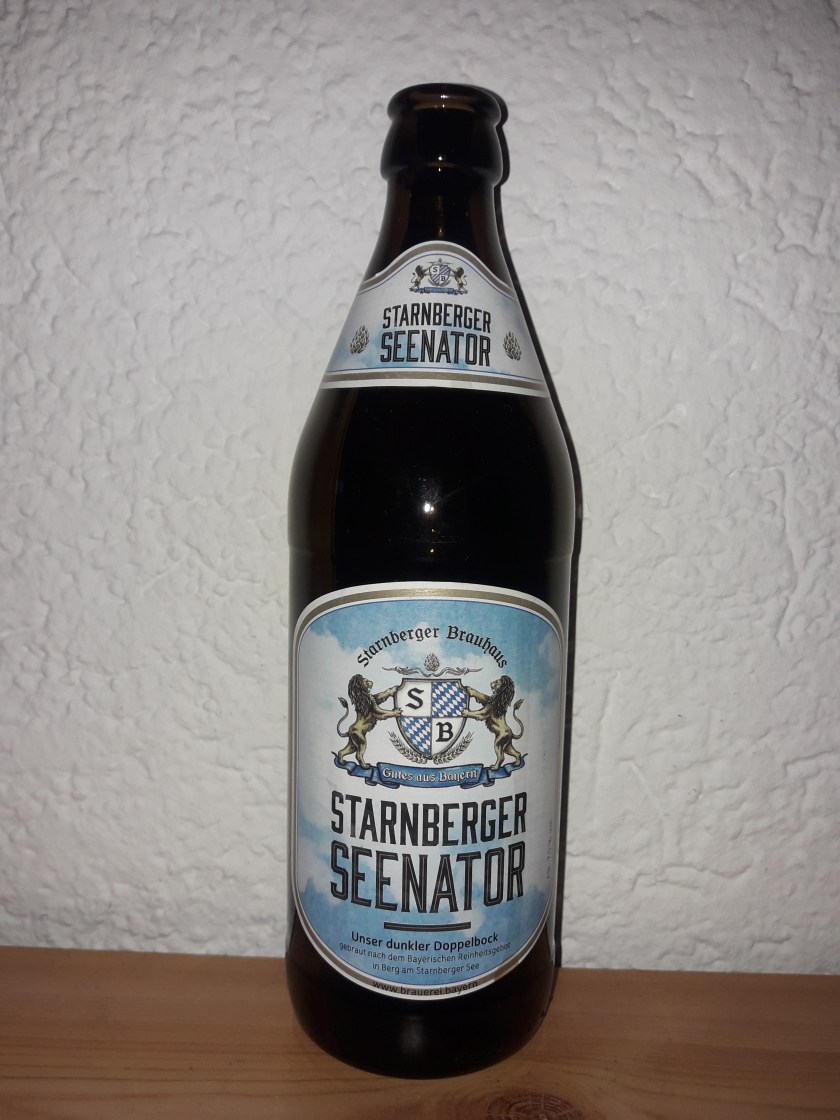 S
B
STARNBERGER
SEENATOR
Starnberger Brauhaus
S
B
Gutes aus Bayern
STARNBERGER
SEENATOR
Unser dunkler Doppelbock
gebraut nach dem Bayerischen Reinheitsgebot
in Berg am Starnberger See
www.brauerei.bayern